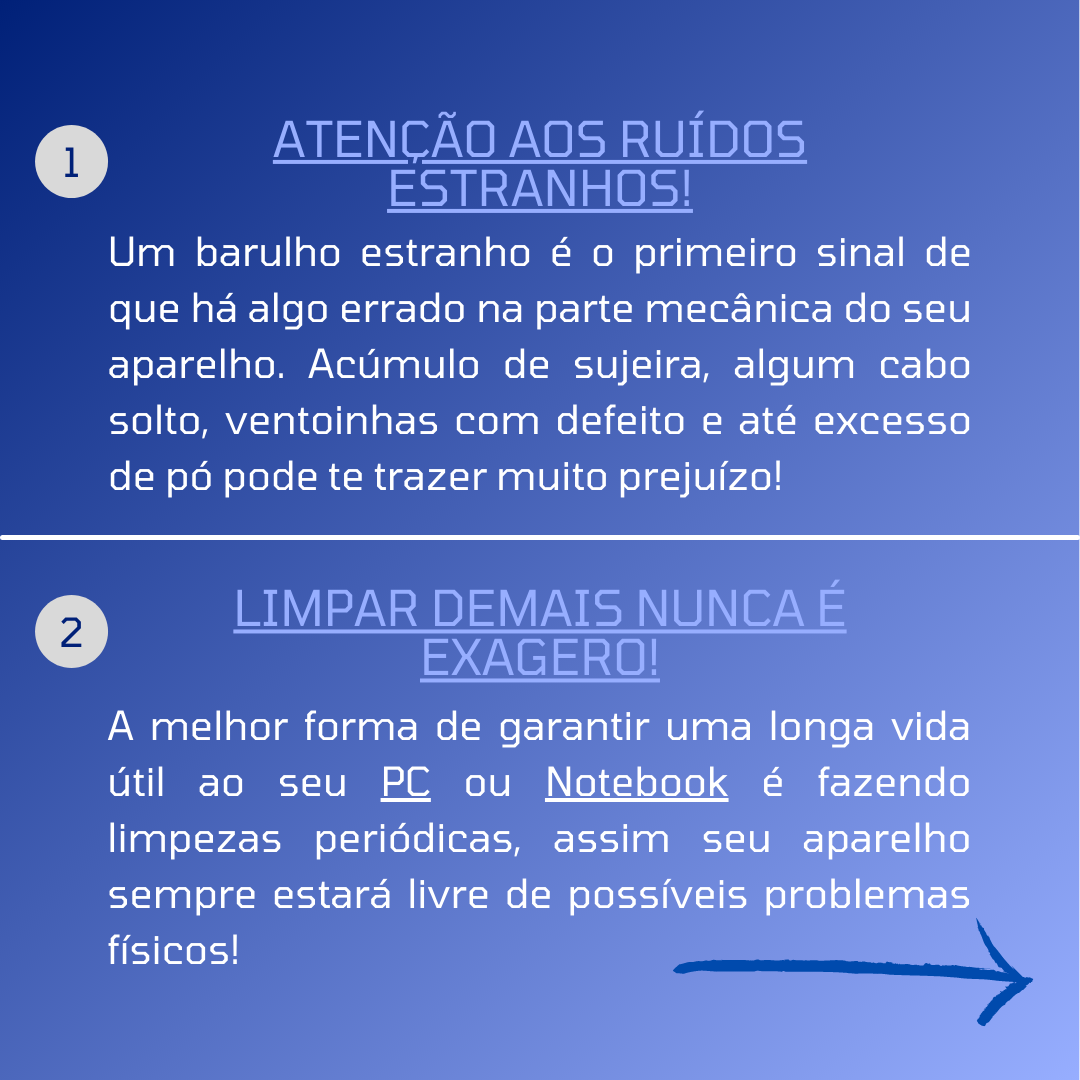 1
ATENÇÃO AOS RUÍDOS
ESTRANHOS!
Um barulho estranho é o primeiro sinal de
que há algo errado na parte mecânica do seu
aparelho. Acúmulo de sujeira, algum cabo
solto, ventoinhas com defeito e até excesso
de pó pode te trazer muito prejuízo!
2
LIMPAR DEMAIS NUNCA É
EXAGERO!
A melhor forma de garantir uma longa vida
útil ao seu PC ou Notebook é fazendo
limpezas periódicas, assim seu aparelho
sempre estará livre de possíveis problemas
físicos!